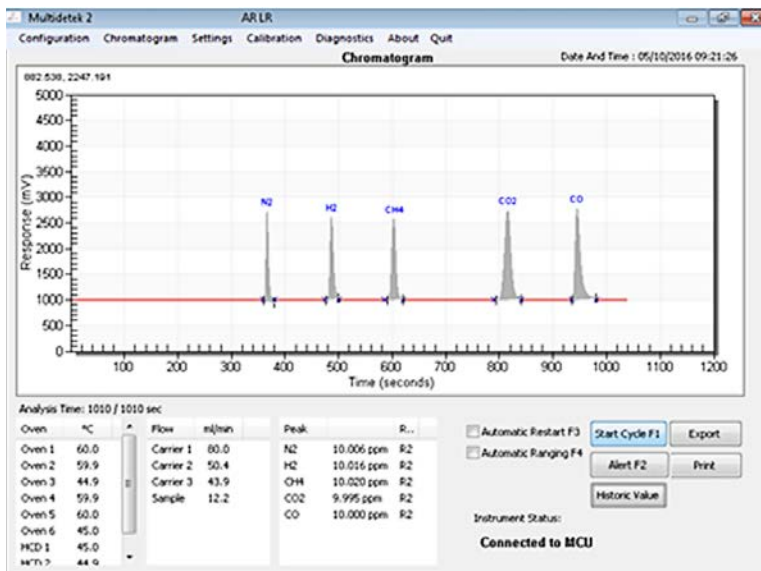 Multidetek 2 AR LR
Configuration Chromatogram Settings Calibration Diagnostics About Quit
Chromatogram Date And Time : 05/10/2016 09:21:26
882.538, 2247.191
5000
4500
4000
3500
3000
2500
2000
1500
1000
500
0
Response (mV)
N2 H2 CH4 CO2 CO
100 200 300 400 500 600 700 800 900 1000 1100 1200
Time (seconds)
Analysis Time: 1010 / 1010 sec
Oven °C
Oven 1 60.0
Oven 2 59.9
Oven 3 44.9
Oven 4 59.9
Oven 5 60.0
Oven 6 45.0
HCD 1 45.0
HCD 2 44.9
Flow ml/min
Carrier 1 80.0
Carrier 2 50.4
Carrier 3 43.9
Sample 12.2
Peak R...
N2 10.006 ppm R2
H2 10.016 ppm R2
CH4 10.020 ppm R2
CO2 9.995 ppm R2
CO 10.000 ppm R2
Automatic Restart F3
Automatic Ranging F4
Start Cycle F1 Export
Alert F2 Print
Historic Value
Instrument Status:
Connected to MCU